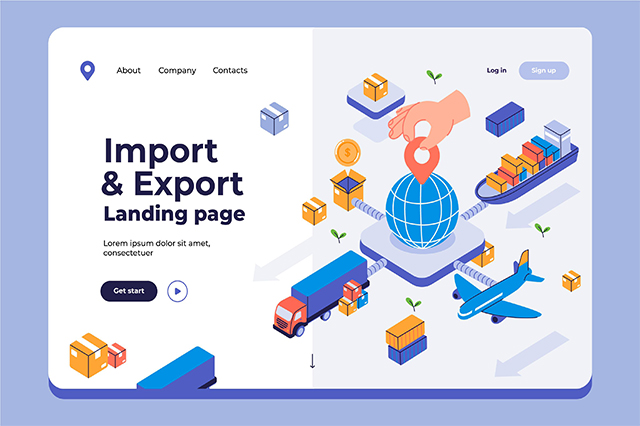 About Company Contacts
Log in Sign up
Import
& Export
Landing page
Lorem ipsum dolor sit amet,
consectetuer
Get start
$